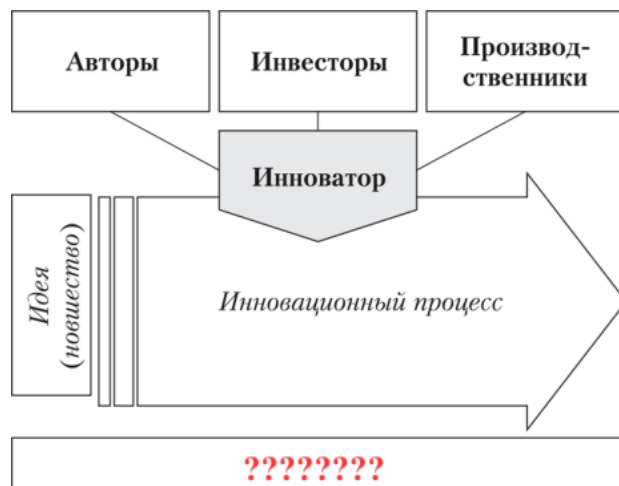 Авторы
Инвесторы
Производ-
ственники
Инноватор
Идея
(новшество)
Инновационный процесс
????????